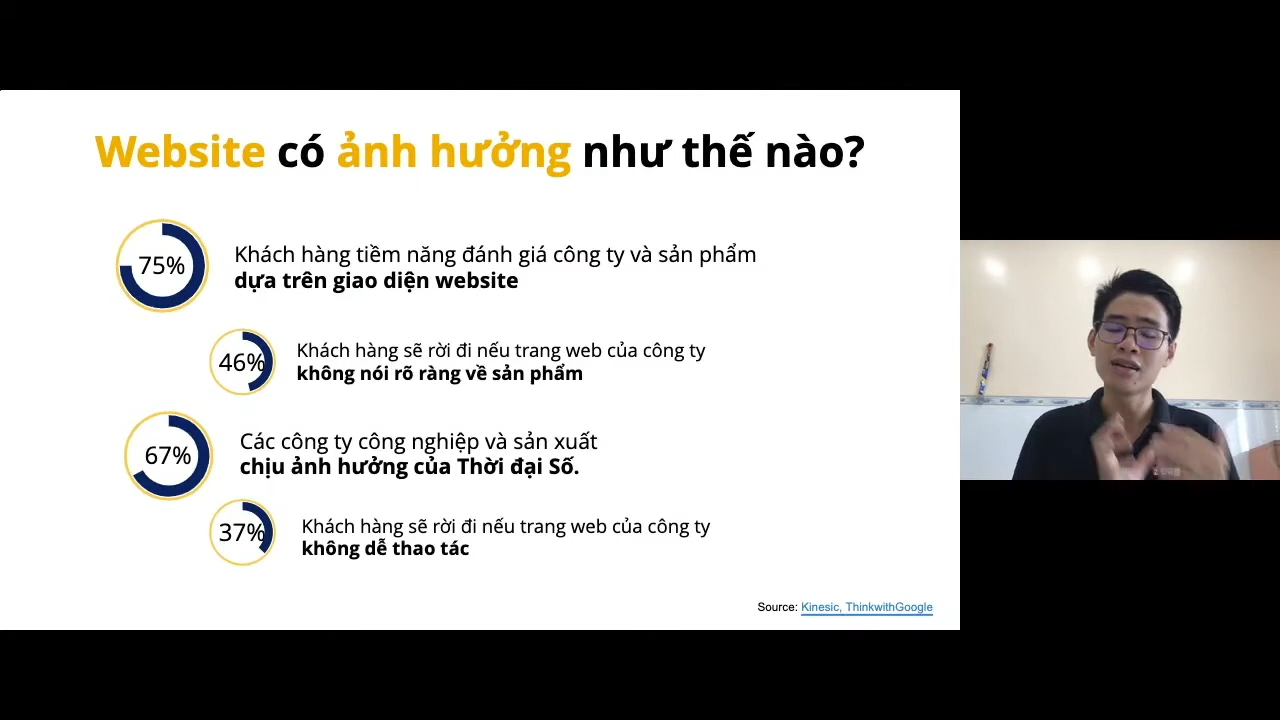 Website có ảnh hưởng như thế nào?
75%
Khách hàng tiềm năng đánh giá công ty và sản phẩm
dựa trên giao diện website
46%
Khách hàng sẽ rời đi nếu trang web của công ty
không nói rõ ràng về sản phẩm
67%
Các công ty công nghiệp và sản xuất
chịu ảnh hưởng của Thời đại Số.
37%
Khách hàng sẽ rời đi nếu trang web của công ty
không dễ thao tác
Source: Kinesic, ThinkwithGoogle